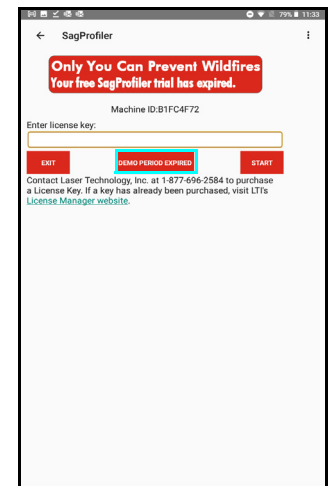 79% 11:33
SagProfiler
Only You Can Prevent Wildfires
Your free SagProfiler trial has expired.
Machine ID:B1FC4F72
Enter license key:
EXIT DEMO PERIOD EXPIRED START
Contact Laser Technology, Inc. at 1-877-696-2584 to purchase
a License Key. If a key has already been purchased, visit LTI's
License Manager website.